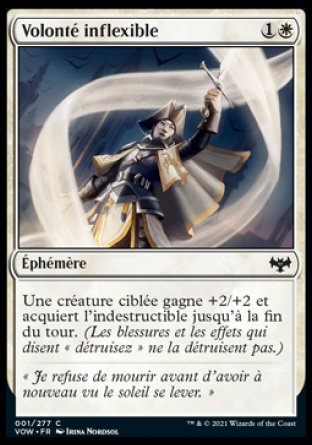 Volonté inflexible 1
Éphémère
Une créature ciblée gagne +2/+2 et
acquiert l'indestructible jusqu'à la fin
du tour. (Les blessures et les effets qui
disent « détruisez » ne la détruisent pas.)
« Je refuse de mourir avant d'avoir à
nouveau vu le soleil se lever. »
001/277 C
VOW • FR Irina Nordsol
™ & © 2021 Wizards of the Coast